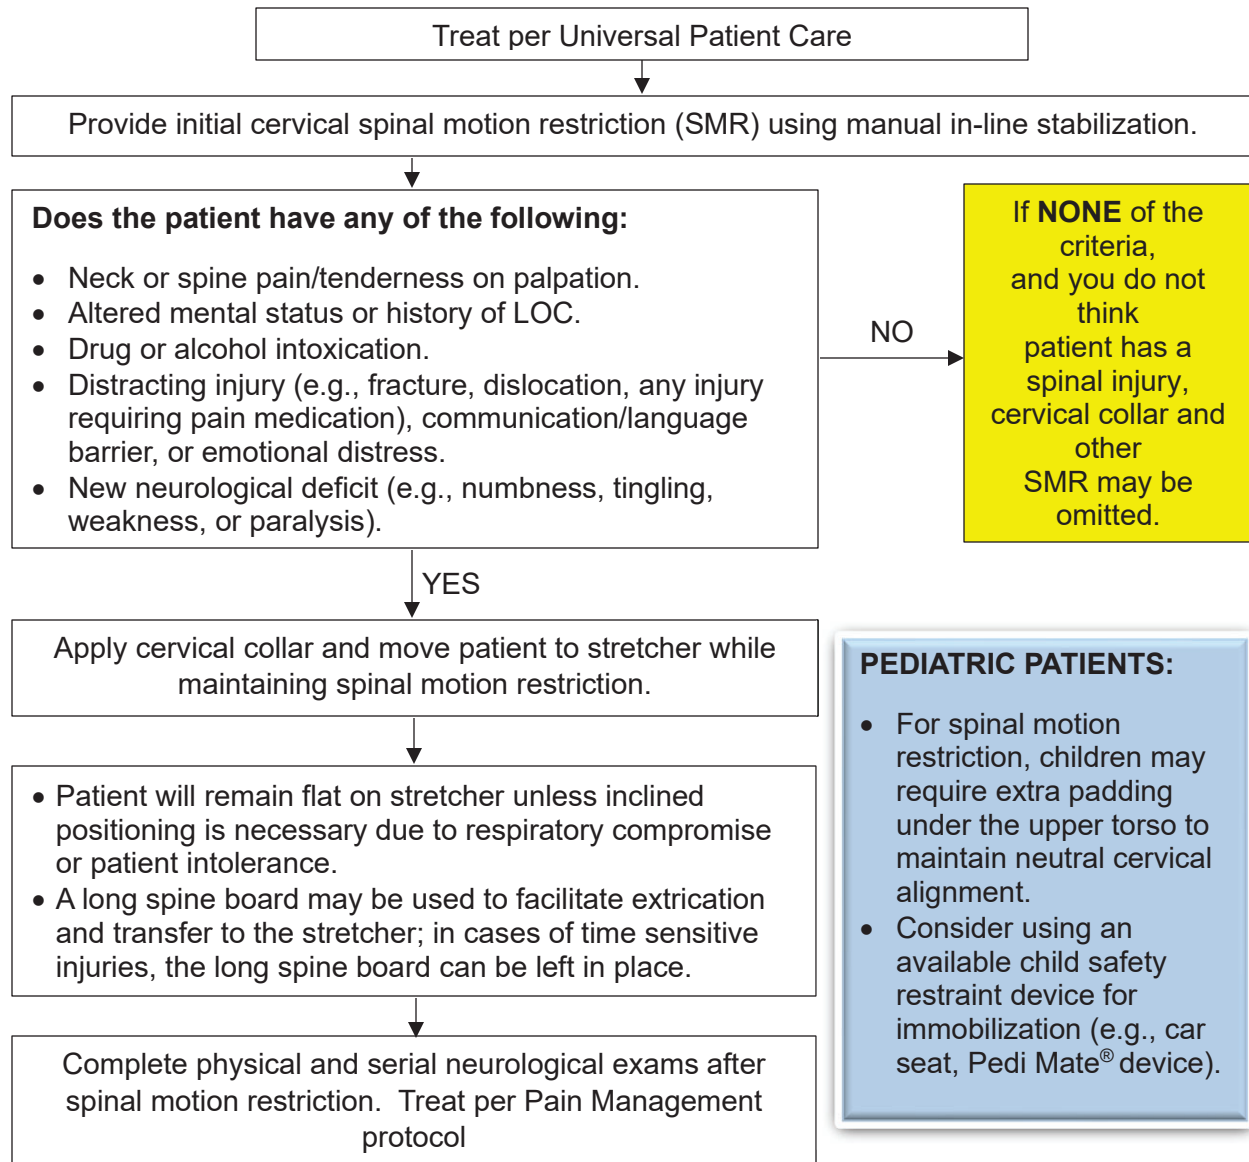 Treat per Universal Patient Care
Provide initial cervical spinal motion restriction (SMR) using manual in-line stabilization.
Does the patient have any of the following:
• Neck or spine pain/tenderness on palpation.
• Altered mental status or history of LOC.
• Drug or alcohol intoxication.
• Distracting injury (e.g., fracture, dislocation, any injury
requiring pain medication), communication/language
barrier, or emotional distress.
• New neurological deficit (e.g., numbness, tingling,
weakness, or paralysis).
NO
If NONE of the
criteria,
and you do not
think
patient has a
spinal injury,
cervical collar and
other
SMR may be
omitted.
YES
Apply cervical collar and move patient to stretcher while
maintaining spinal motion restriction.
• Patient will remain flat on stretcher unless inclined
positioning is necessary due to respiratory compromise
or patient intolerance.
• A long spine board may be used to facilitate extrication
and transfer to the stretcher; in cases of time sensitive
injuries, the long spine board can be left in place.
Complete physical and serial neurological exams after
spinal motion restriction.  Treat per Pain Management
protocol
PEDIATRIC PATIENTS:
• For spinal motion
restriction, children may
require extra padding
under the upper torso to
maintain neutral cervical
alignment.
• Consider using an
available child safety
restraint device for
immobilization (e.g., car
seat, Pedi Mate® device).